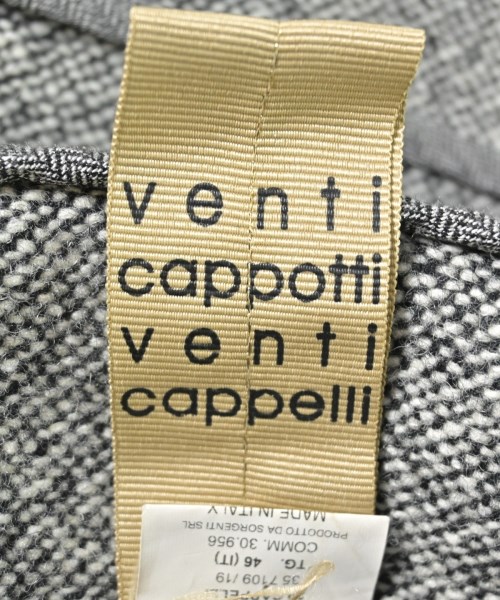 venti
cappotti
venti
cappelli
MADE IN ITALY
PRODOTTO DA SORGENTI SRL
COMM. 30.956
TG. 46 (IT)
35 7109 /19